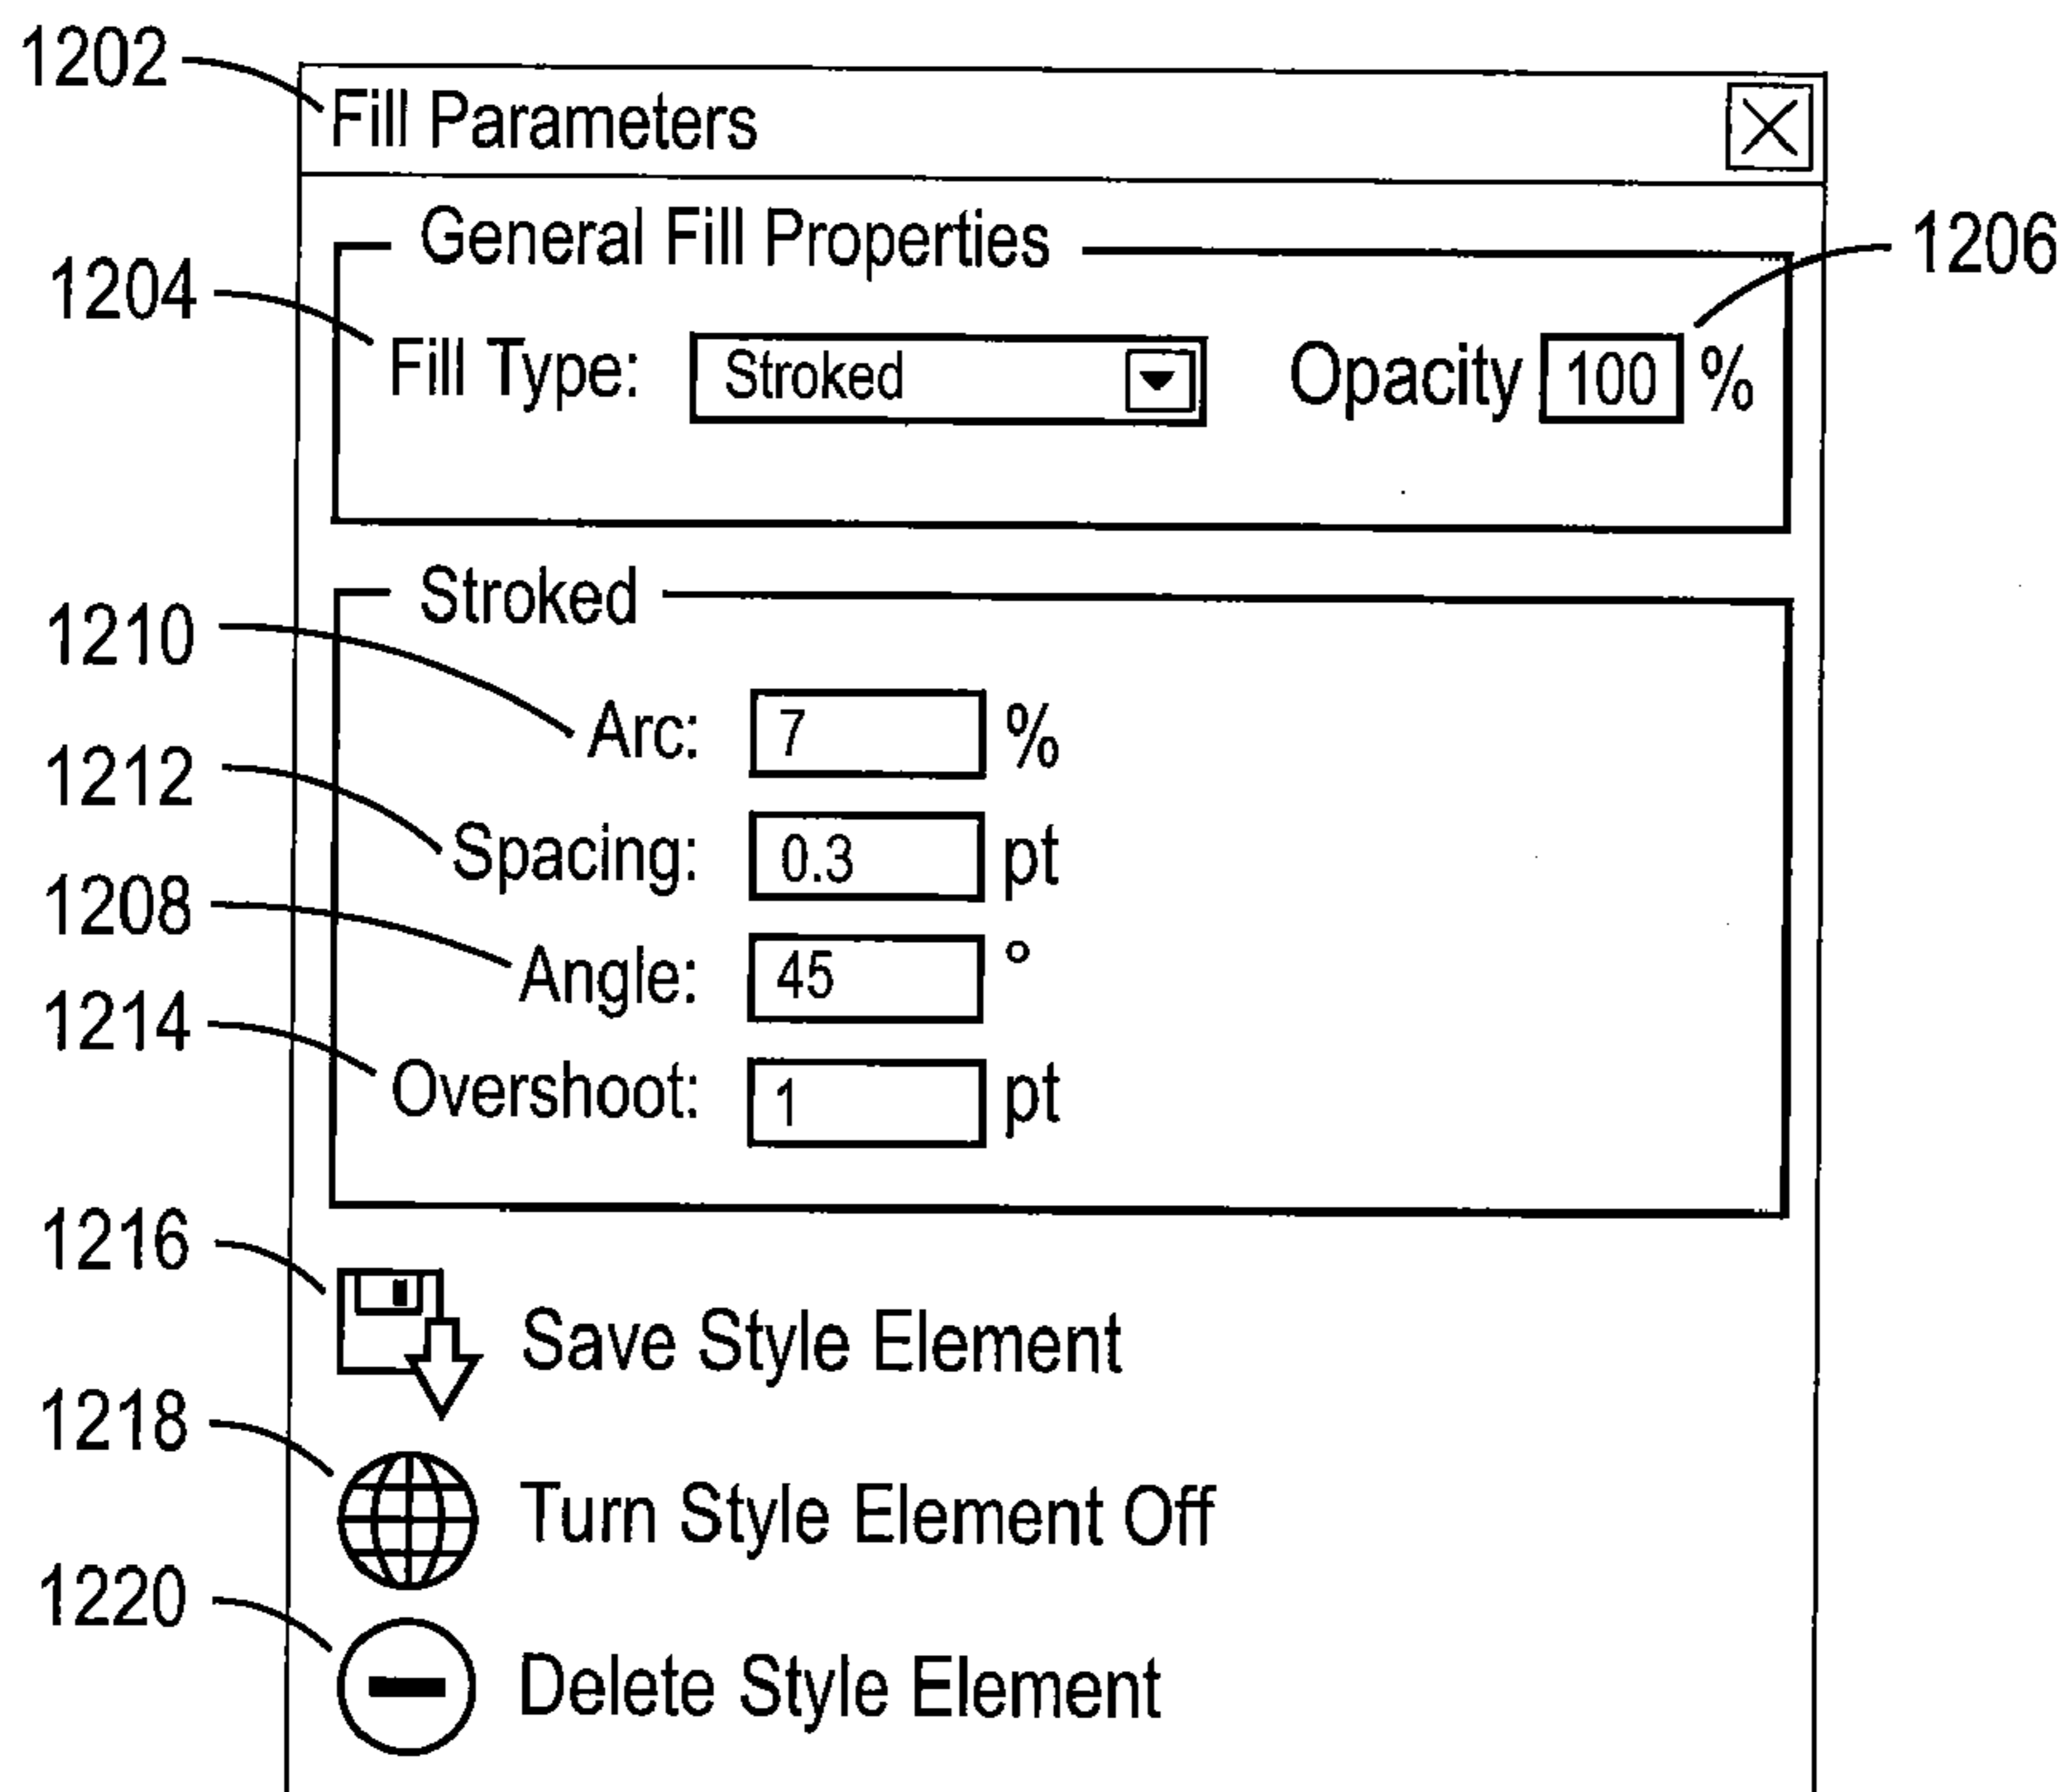 1202
Fill Parameters
General Fill Properties
1206
1204
Fill Type: Stroked Opacity 100 %
Stroked
1210
Arc: 7 %
1212
Spacing: 0.3 pt
1208
Angle: 45 °
1214
Overshoot: 1 pt
1216
Save Style Element
1218
Turn Style Element Off
1220
Delete Style Element